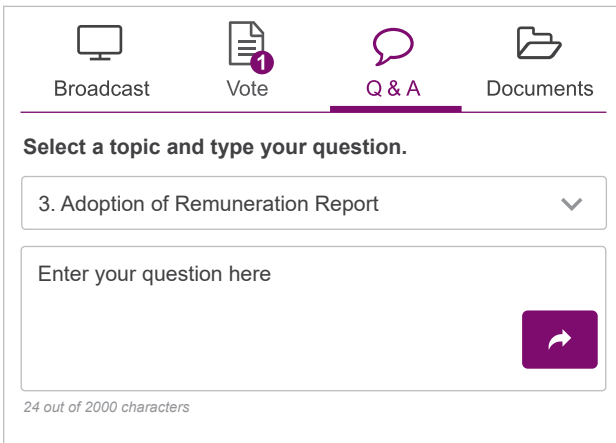 1
Broadcast Vote Q & A Documents
Select a topic and type your question.
3. Adoption of Remuneration Report
Enter your question here
24 out of 2000 characters